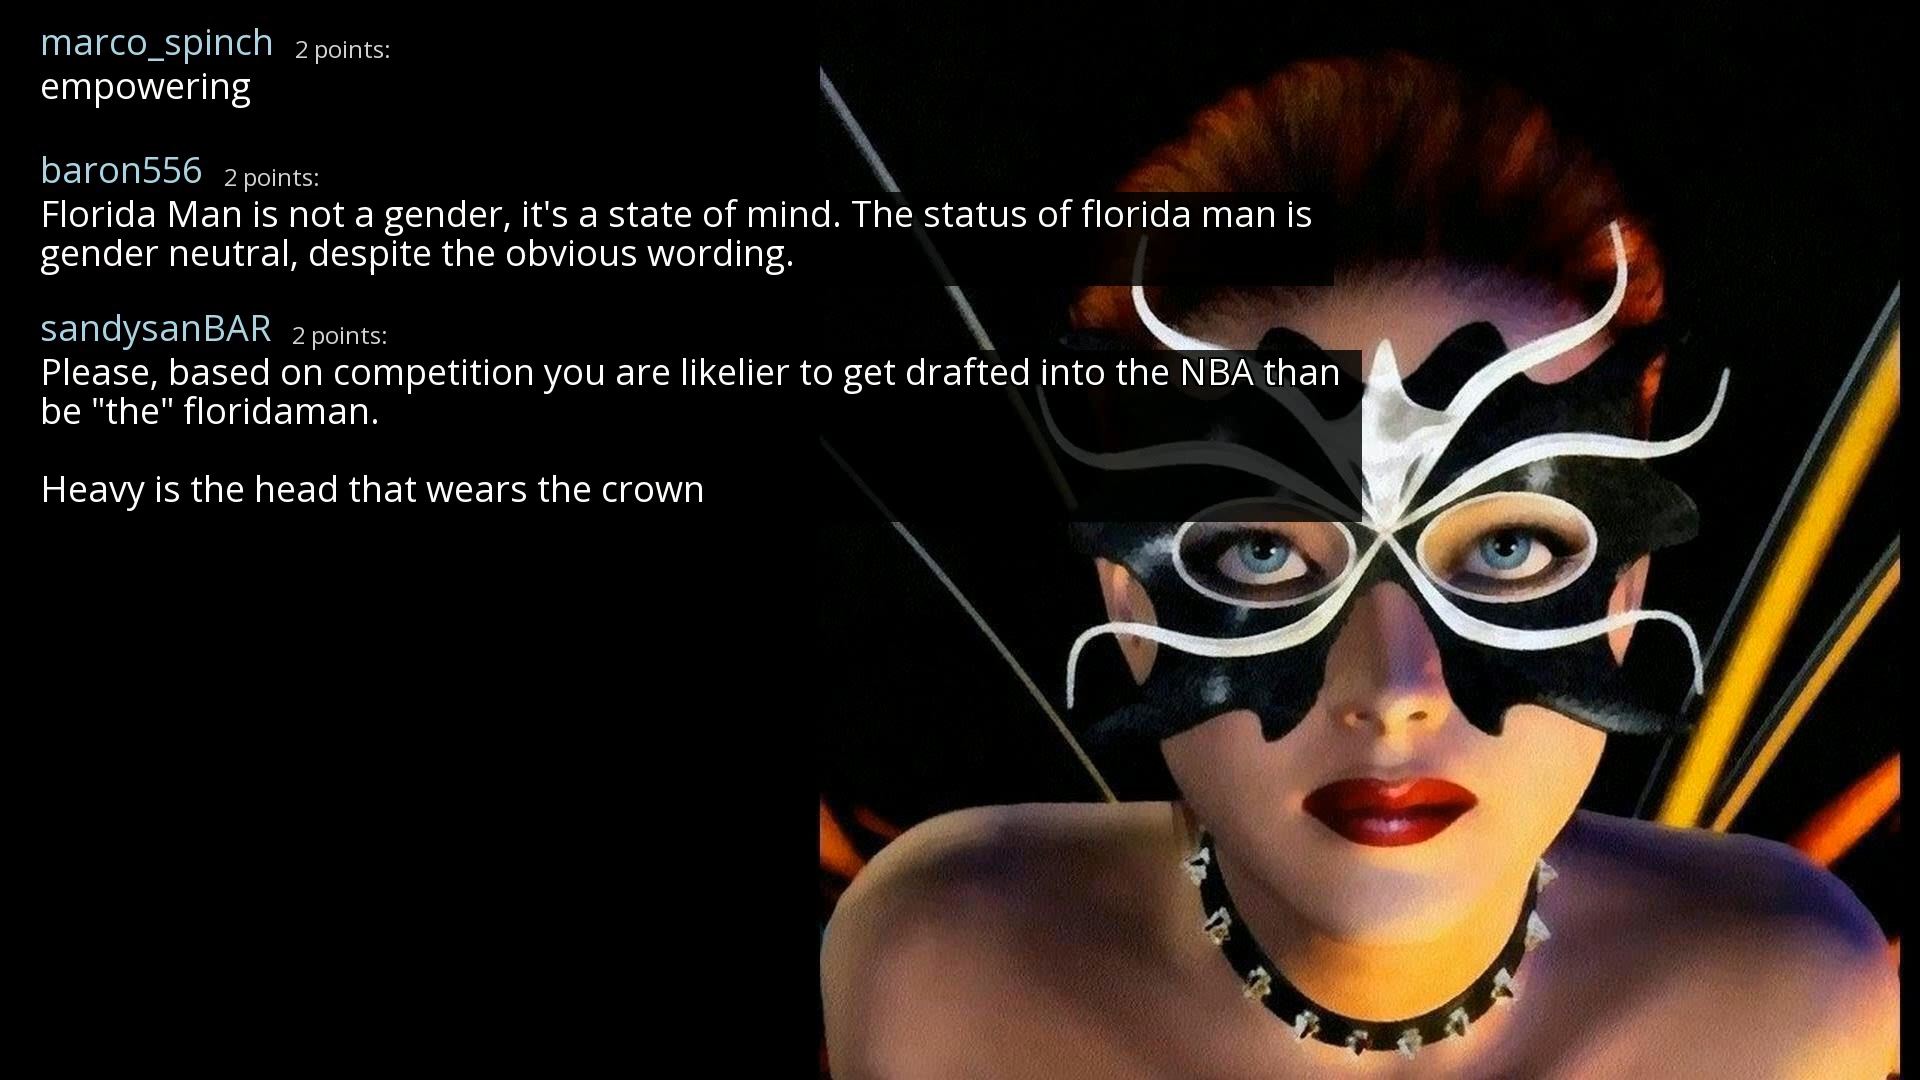 marco_spinch 2 points:
empowering
baron556 2 points:
Florida Man is not a gender, it's a state of mind. The status of florida man is
gender neutral, despite the obvious wording.
sandysanBAR 2 points:
Please, based on competition you are likelier to get drafted into the NBA than
be "the" floridaman.
Heavy is the head that wears the crown